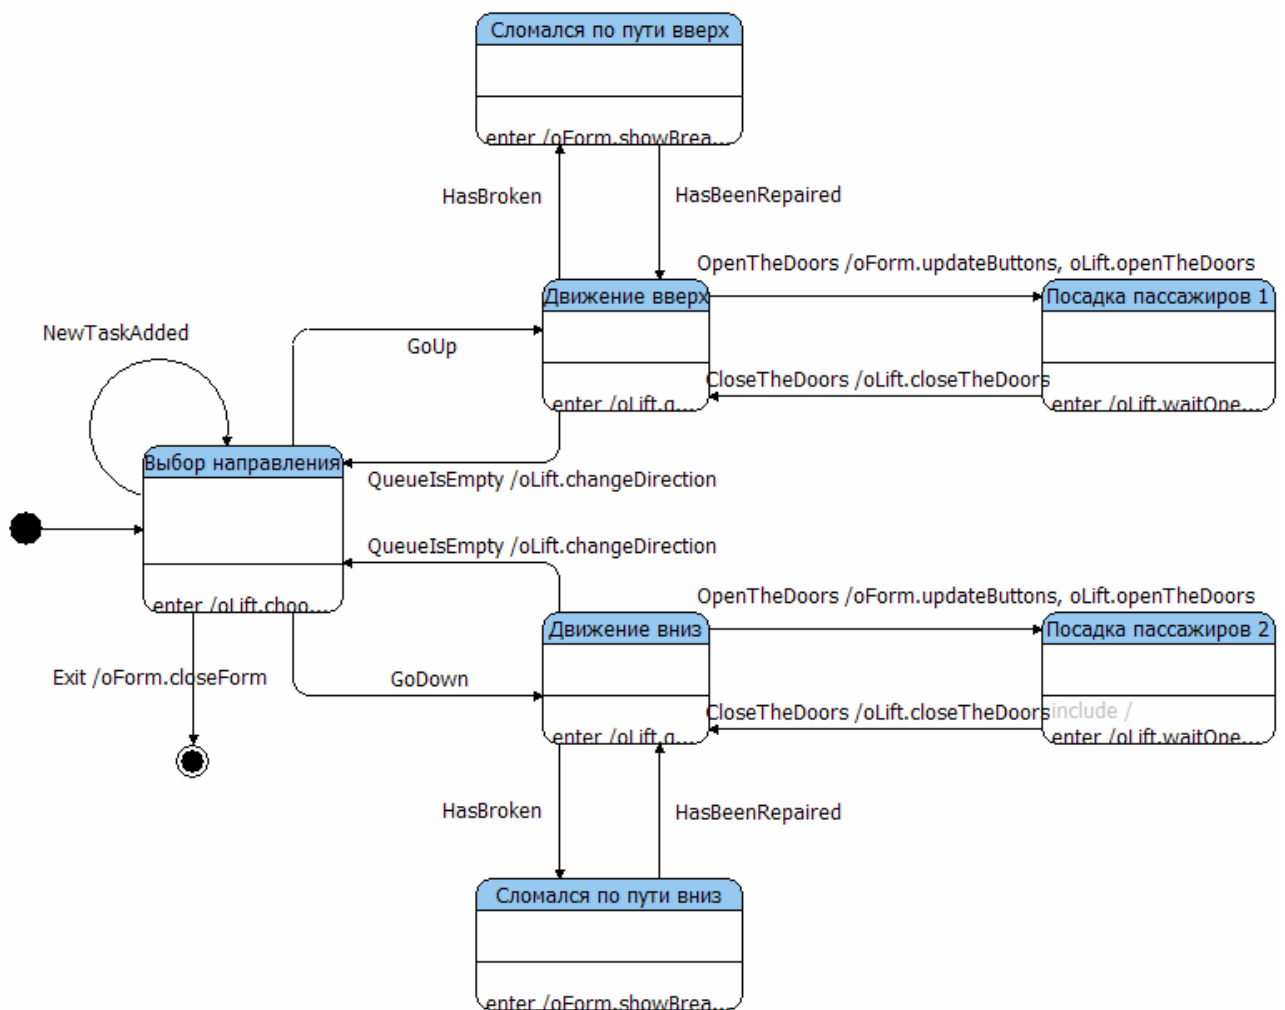 Сломался по пути вверх
enter /oForm.showBrea...
HasBroken
HasBeenRepaired
OpenTheDoors /oForm.updateButtons, oLift.openTheDoors
Движение вверх
Посадка пассажиров 1
NewTaskAdded
GoUp
CloseTheDoors /oLift.closeTheDoors
enter /oLift.g...
enter /oLift.waitOpe...
Выбор направления
QueueIsEmpty /oLift.changeDirection
QueueIsEmpty /oLift.changeDirection
enter /oLift.choo...
OpenTheDoors /oForm.updateButtons, oLift.openTheDoors
Движение вниз
Посадка пассажиров 2
Exit /oForm.closeForm
GoDown
CloseTheDoors /oLift.closeTheDoors
include /
enter /oLift.g...
enter /oLift.waitOpe...
HasBroken
HasBeenRepaired
Сломался по пути вниз
enter /oForm.showBrea...